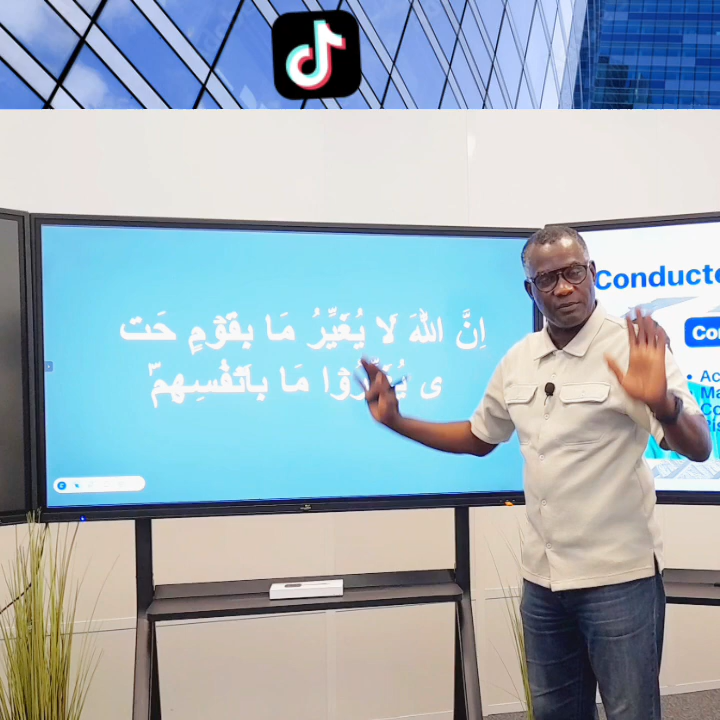 اِنَّ اللّٰهَ لَا يُغَيِّرُ مَا بِقَوْمٍ حَت
ى مَا بِاَنْفُسِهِمْ
Conducte